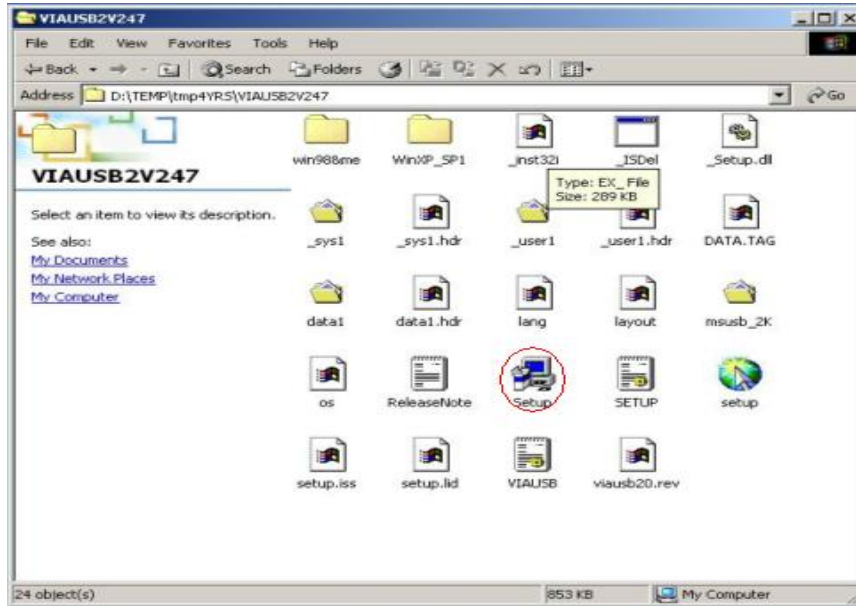 VIAUSB2V247
File Edit View Favorites Tools Help
Back Search Folders
Address D:\TEMP\tmp4YRS\VIAUSB2V247 Go
VIAUSB2V247
Select an item to view its description.
See also:
My Documents
My Network Places
My Computer
win98&me WinXP_SP1 _inst32i _ISDel _Setup.dll
Type: EX_ File
Size: 289 KB
_sys1 _sys1.hdr _user1 _user1.hdr DATA.TAG
data1 data1.hdr lang layout msusb_2K
os ReleaseNote Setup SETUP setup
setup.iss setup.lid VIAUSB viausb20.rev
24 object(s) 853 KB My Computer